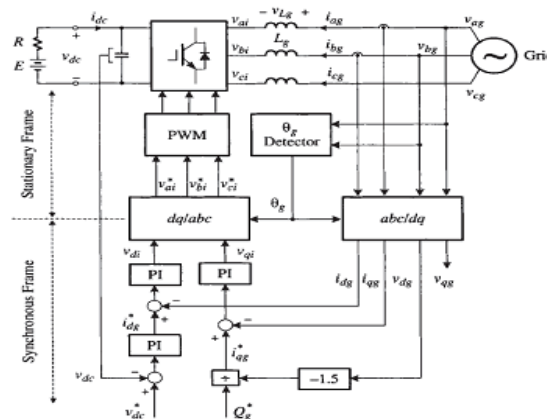 i_dc
v_ai
− v_Lg +
i_ag
v_ag
R
+
v_dc
E
−
v_bi
L_g
i_bg
v_bg
Grid
v_ci
i_cg
v_cg
Stationary Frame
PWM
θ_g
Detector
v*_ai v*_bi v*_ci
dq/abc
θ_g
abc/dq
Synchronous Frame
v_di
v_qi
i_dg i_qg v_dg v_qg
PI
PI
−
+
−
+
i*_dg
PI
i*_qg
v_dc
−
+
÷
−1.5
v*_dc
Q*_g